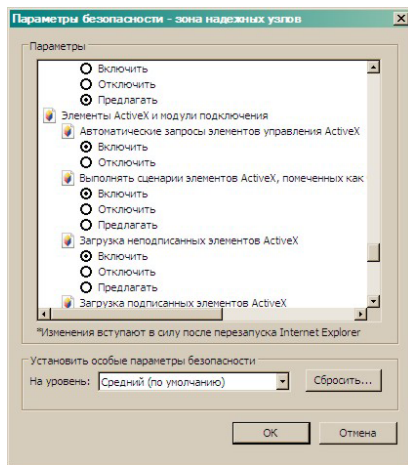 Параметры безопасности - зона надежных узлов
Параметры
Включить
Отключить
Предлагать
Элементы ActiveX и модули подключения
Автоматические запросы элементов управления ActiveX
Включить
Отключить
Выполнять сценарии элементов ActiveX, помеченных как
Включить
Отключить
Предлагать
Загрузка неподписанных элементов ActiveX
Включить
Отключить
Предлагать
Загрузка подписанных элементов ActiveX
*Изменения вступают в силу после перезапуска Internet Explorer
Установить особые параметры безопасности
На уровень: Средний (по умолчанию) Сбросить...
OK Отмена